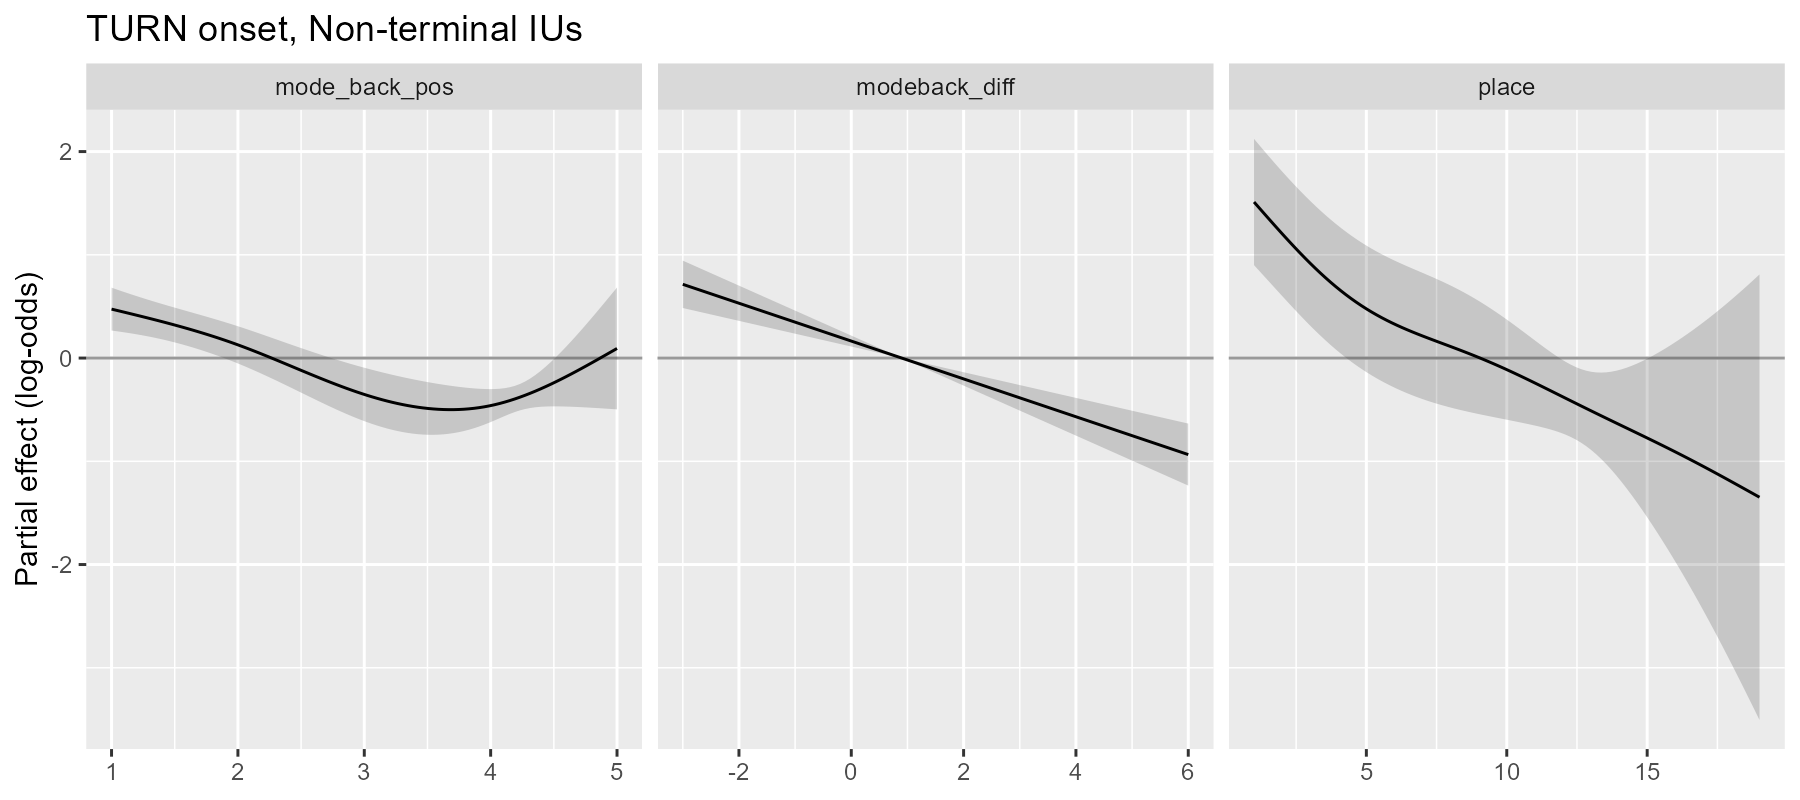 TURN onset, Non-terminal IUs
mode_back_pos modeback_diff place
Partial effect (log-odds)
2
0
-2
1 2 3 4 5 -2 0 2 4 6 5 10 15